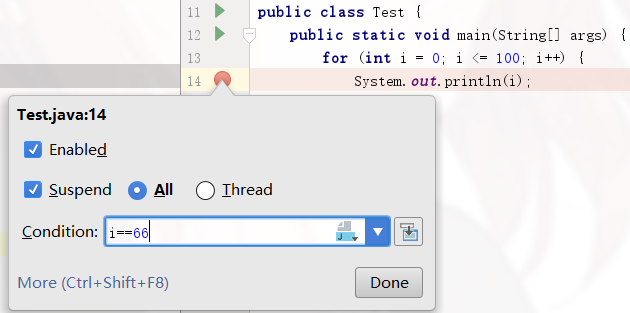 11 public class Test {
12 public static void main(String[] args) {
13 for (int i = 0; i <= 100; i++) {
14 System.out.println(i);
Test.java:14
Enabled
Suspend All Thread
Condition: i==66
More (Ctrl+Shift+F8) Done